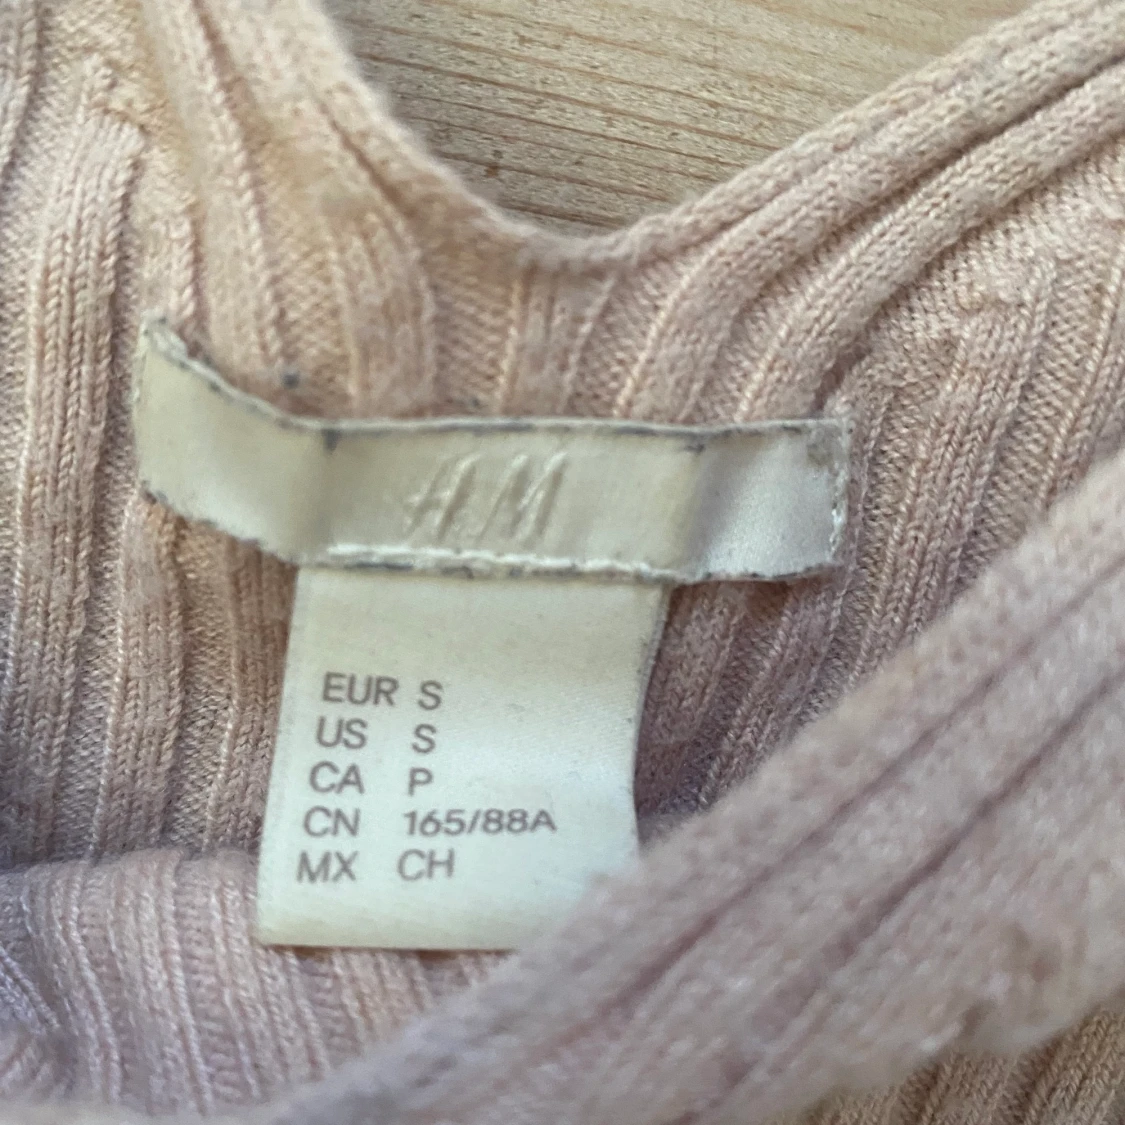 H&M
EUR S
US S
CA P
CN 165/88A
MX CH